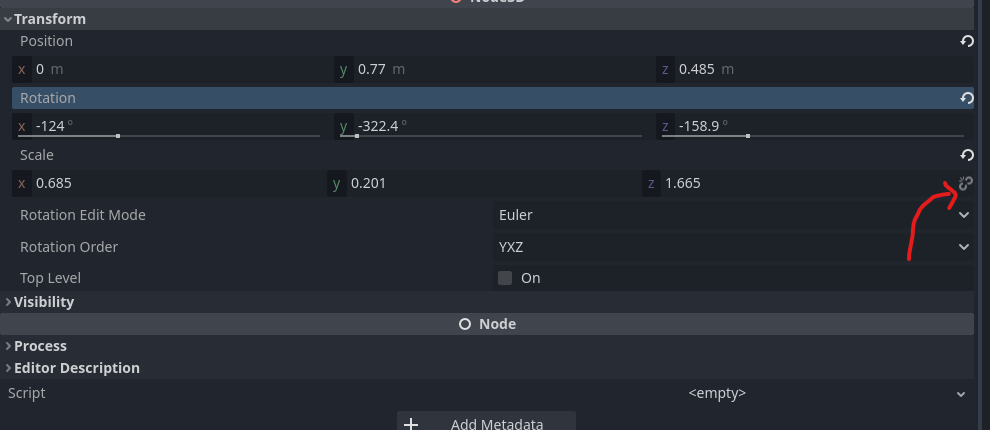 Node3D
Transform
Position
x 0 m y 0.77 m z 0.485 m
Rotation
x -124 ° y -322.4 ° z -158.9 °
Scale
x 0.685 y 0.201 z 1.665
Rotation Edit Mode Euler
Rotation Order YXZ
Top Level On
Visibility
Node
Process
Editor Description
Script <empty>
Add Metadata